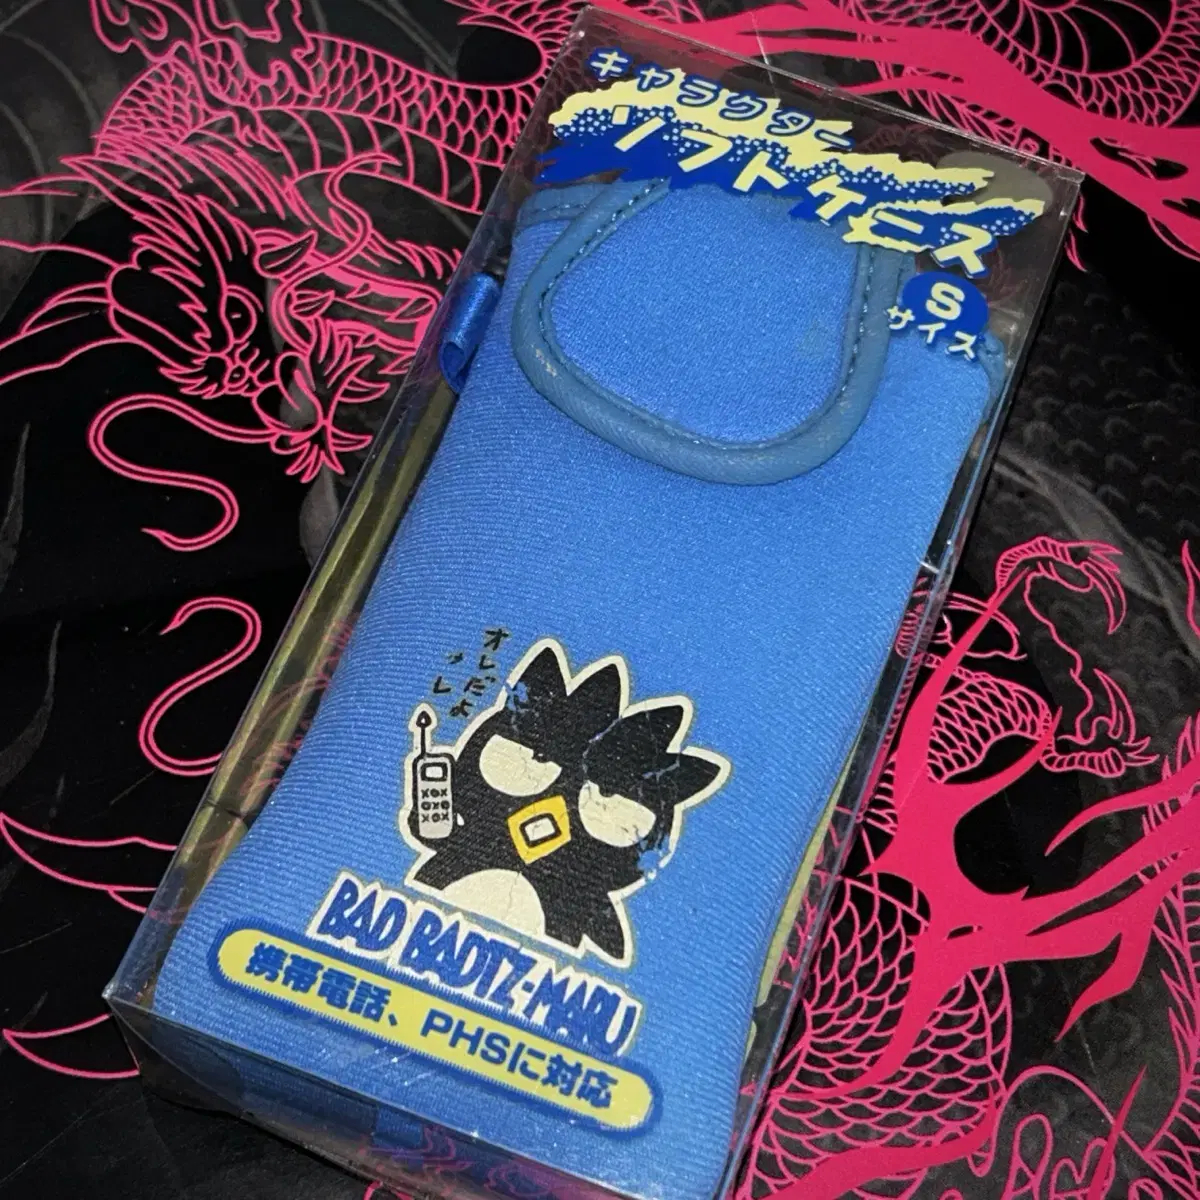 キャラクター
ソフトケース
S
サイズ
オレだよ
オレ
BAD BADTZ-MARU
携帯電話、PHSに対応